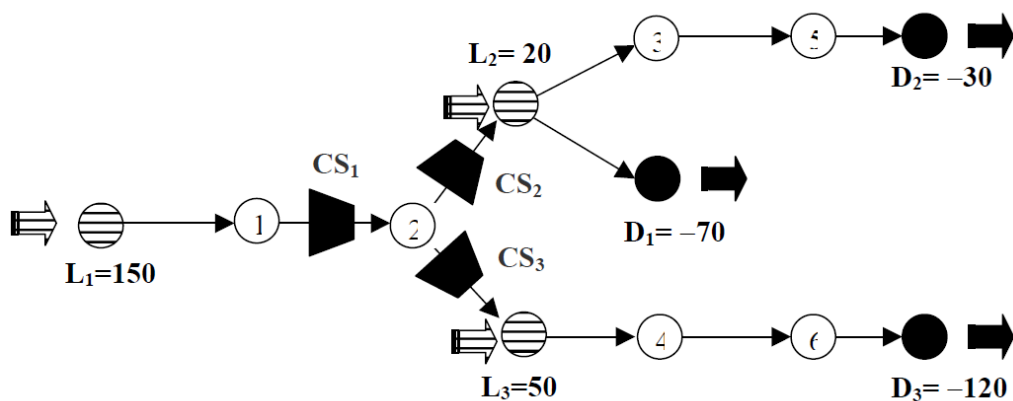 3
5
L₂= 20
D₂= –30
CS₁
CS₂
1
2
D₁= –70
L₁=150
CS₃
4
6
L₃=50
D₃= –120